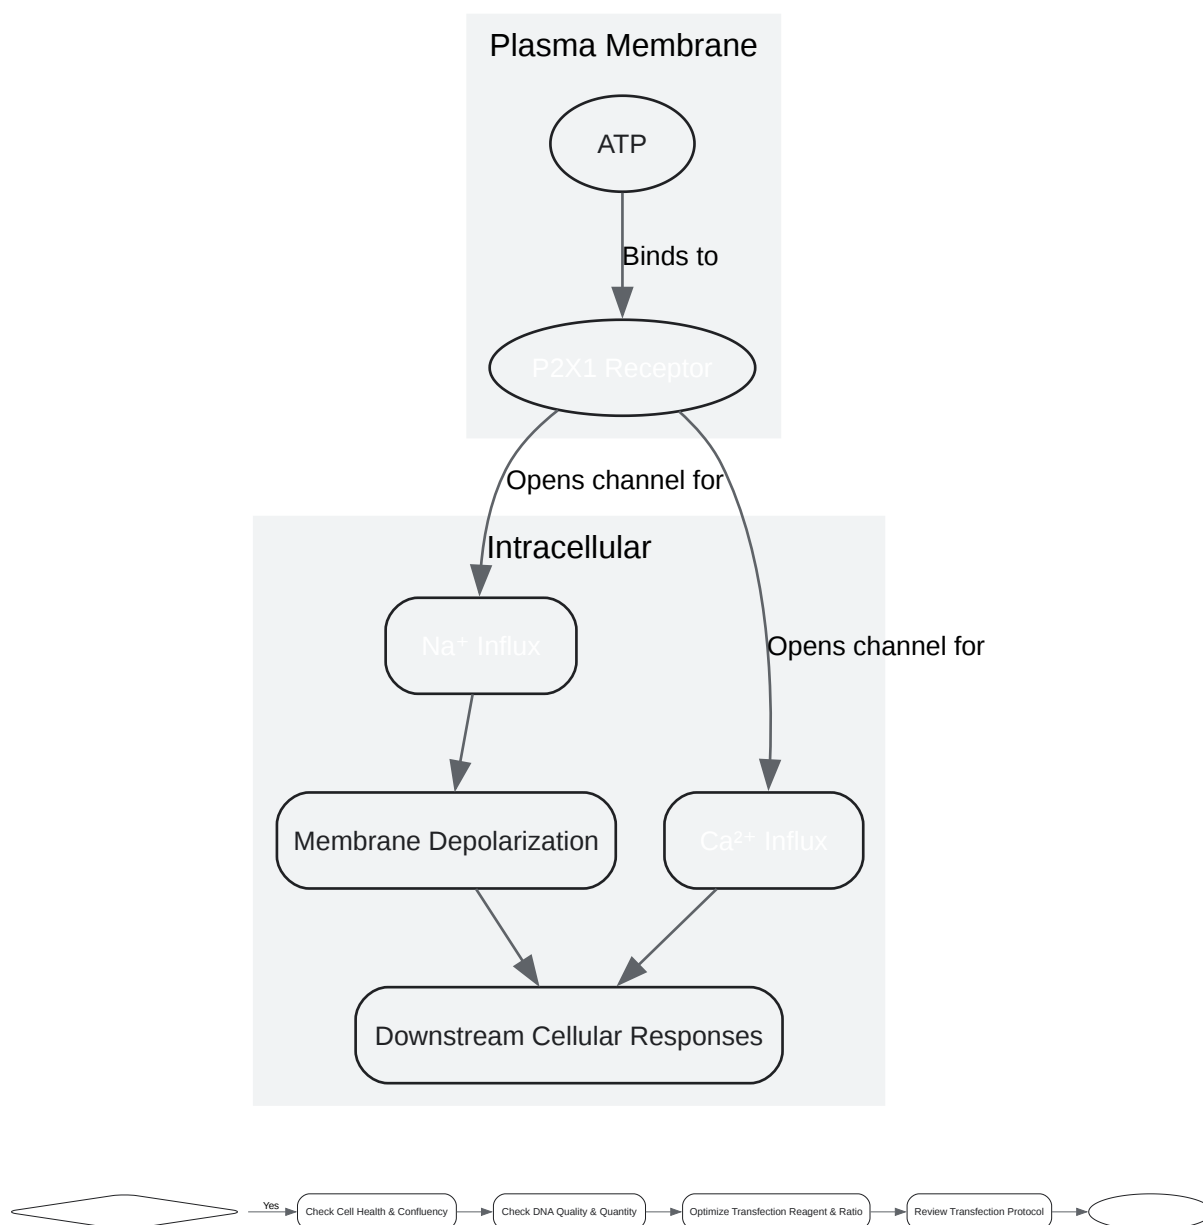 Plasma Membrane
ATP
Binds to
P2X1 Receptor
Opens channel for
Intracellular
Na⁺ Influx
Opens channel for
Membrane Depolarization
Ca²⁺ Influx
Downstream Cellular Responses
Yes
Check Cell Health & Confluency
Check DNA Quality & Quantity
Optimize Transfection Reagent & Ratio
Review Transfection Protocol